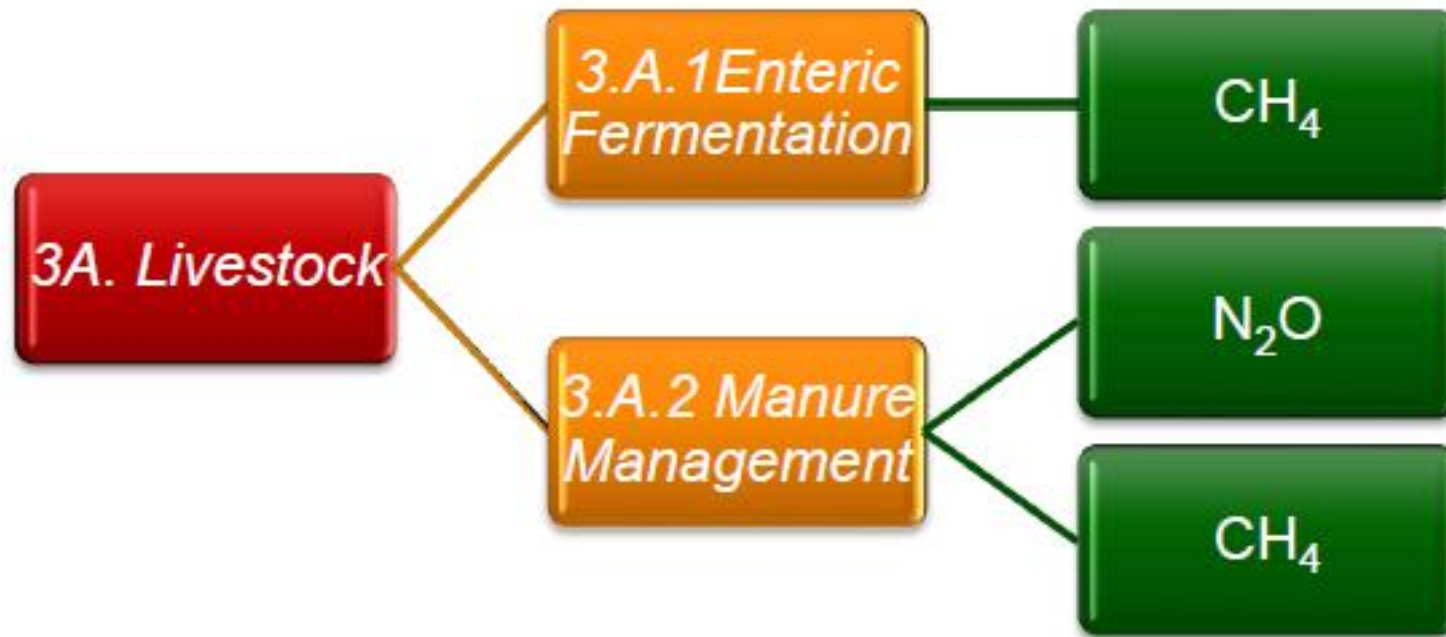 3A. Livestock
3.A.1Enteric
Fermentation
CH₄
3.A.2 Manure
Management
N₂O
CH₄